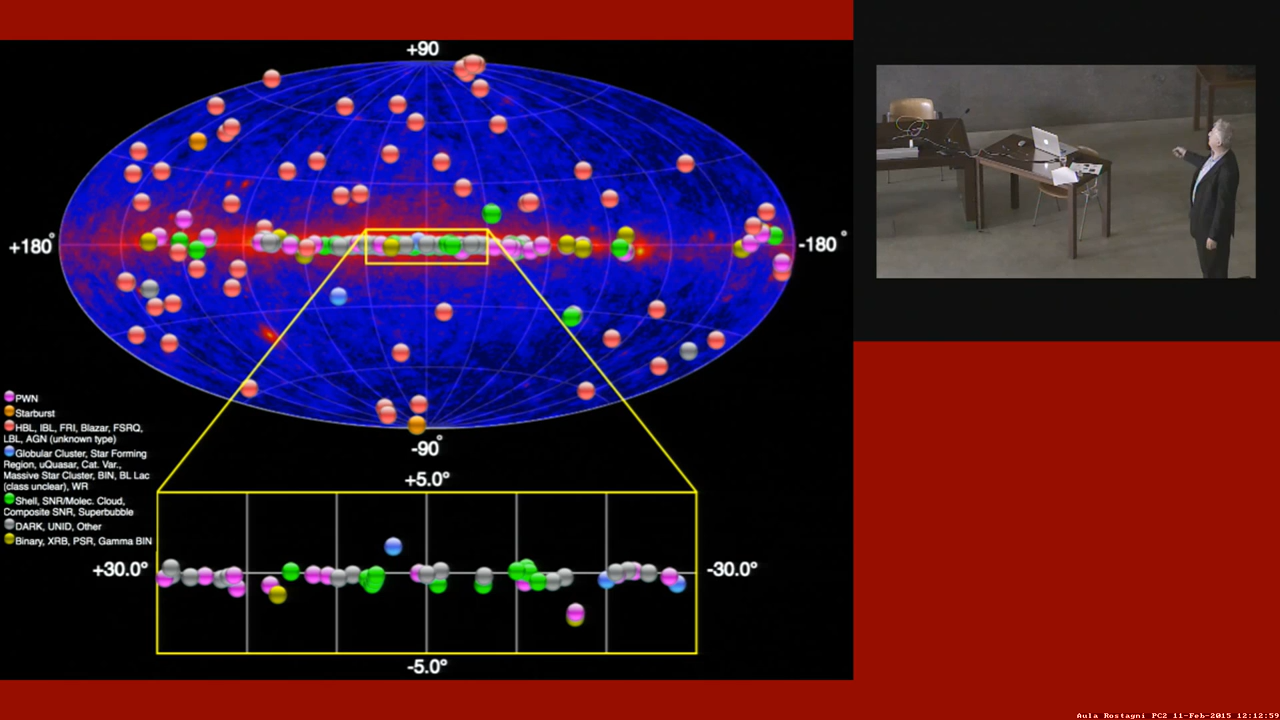 +90
+180°
-180 °
-90°
PWN
Starburst
HBL, IBL, FRI, Blazar, FSRQ,
LBL, AGN (unknown type)
Globular Cluster, Star Forming
Region, uQuasar, Cat. Var.,
Massive Star Cluster, BIN, BL Lac
(class unclear), WR
Shell, SNR/Molec. Cloud,
Composite SNR, Superbubble
DARK, UNID, Other
Binary, XRB, PSR, Gamma BIN
+5.0°
+30.0°
-30.0°
-5.0°
Aula Rostagni PC2 11-Feb-2015 12:12:59